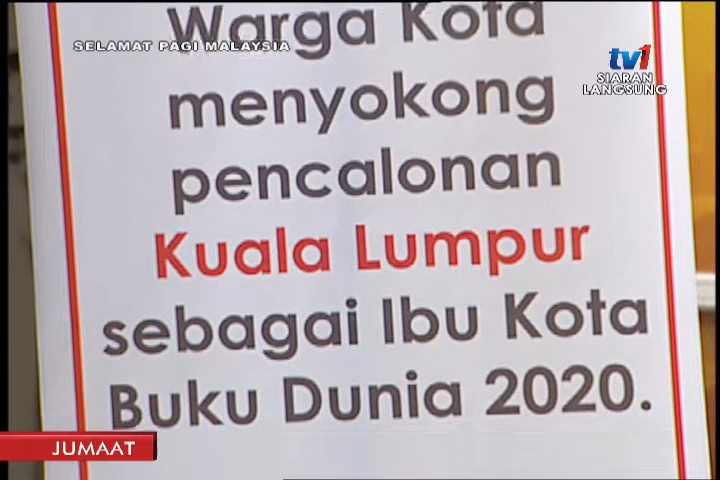 SELAMAT PAGI MALAYSIA
tv1
SIARAN
LANGSUNG
Warga Kota
menyokong
pencalonan
Kuala Lumpur
sebagai Ibu Kota
Buku Dunia 2020.
JUMAAT